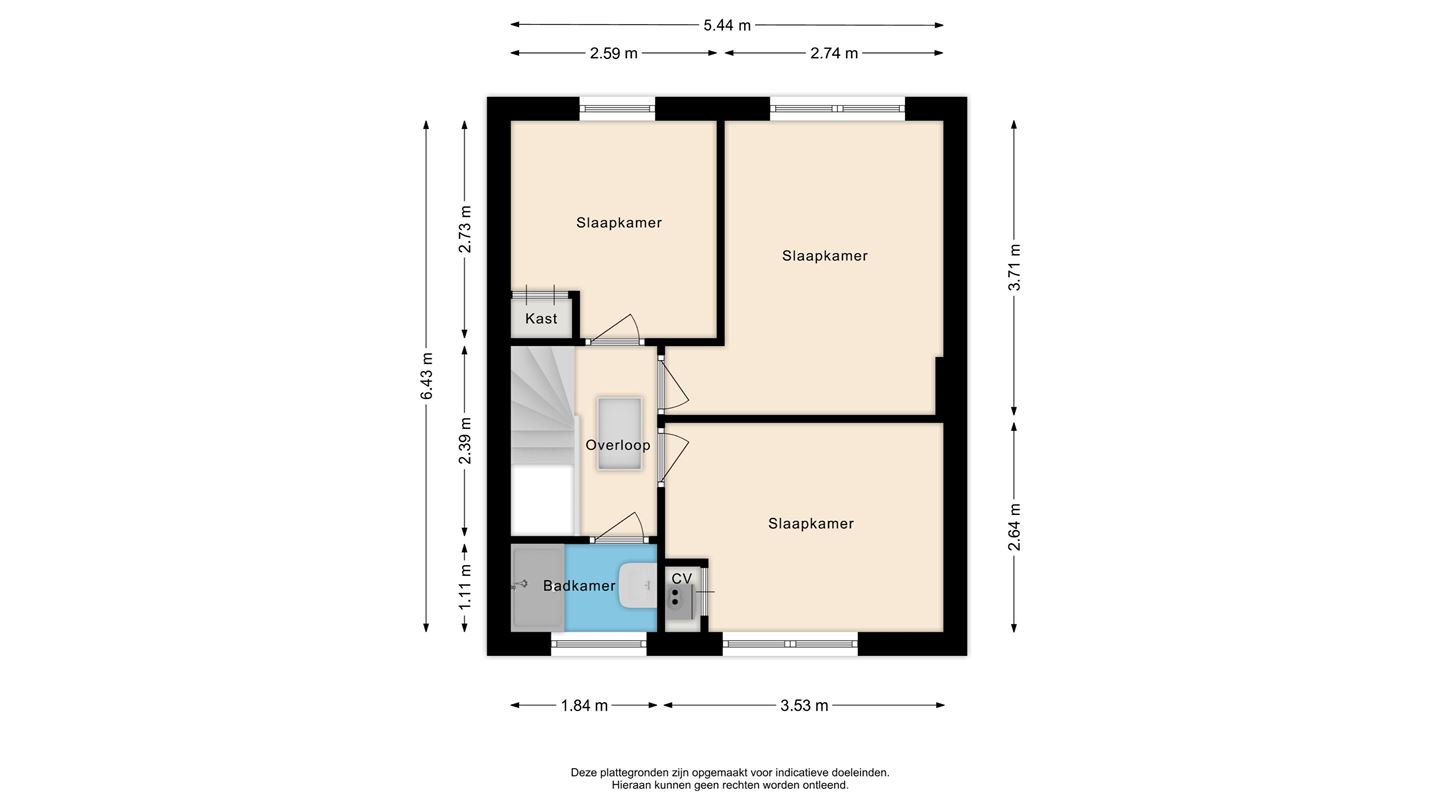 5.44 m
2.59 m
2.74 m
Slaapkamer
Slaapkamer
2.73 m
3.71 m
Kast
6.43 m
2.39 m
Overloop
Slaapkamer
2.64 m
CV
Badkamer
1.11 m
1.84 m
3.53 m
Deze plattegronden zijn opgemaakt voor indicatieve doeleinden.
Hieraan kunnen geen rechten worden ontleend.